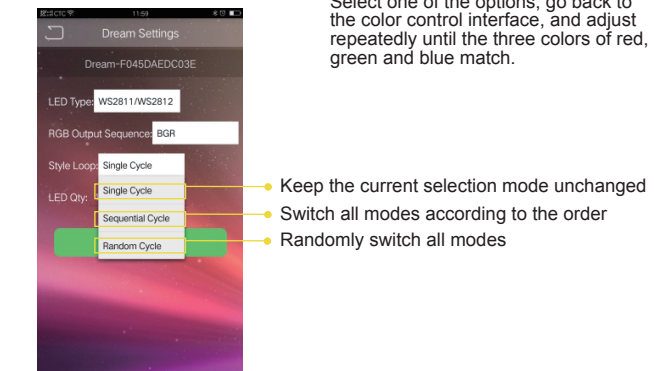 Select one of the options, go back to
the color control interface, and adjust
repeatedly until the three colors of red,
green and blue match.
11:59
Dream Settings
Dream-F045DAEDC03E
LED Type: WS2811/WS2812
RGB Output Sequence: BGR
Style Loop: Single Cycle
LED Qty:
Single Cycle
Keep the current selection mode unchanged
Sequential Cycle
Switch all modes according to the order
Random Cycle
Randomly switch all modes